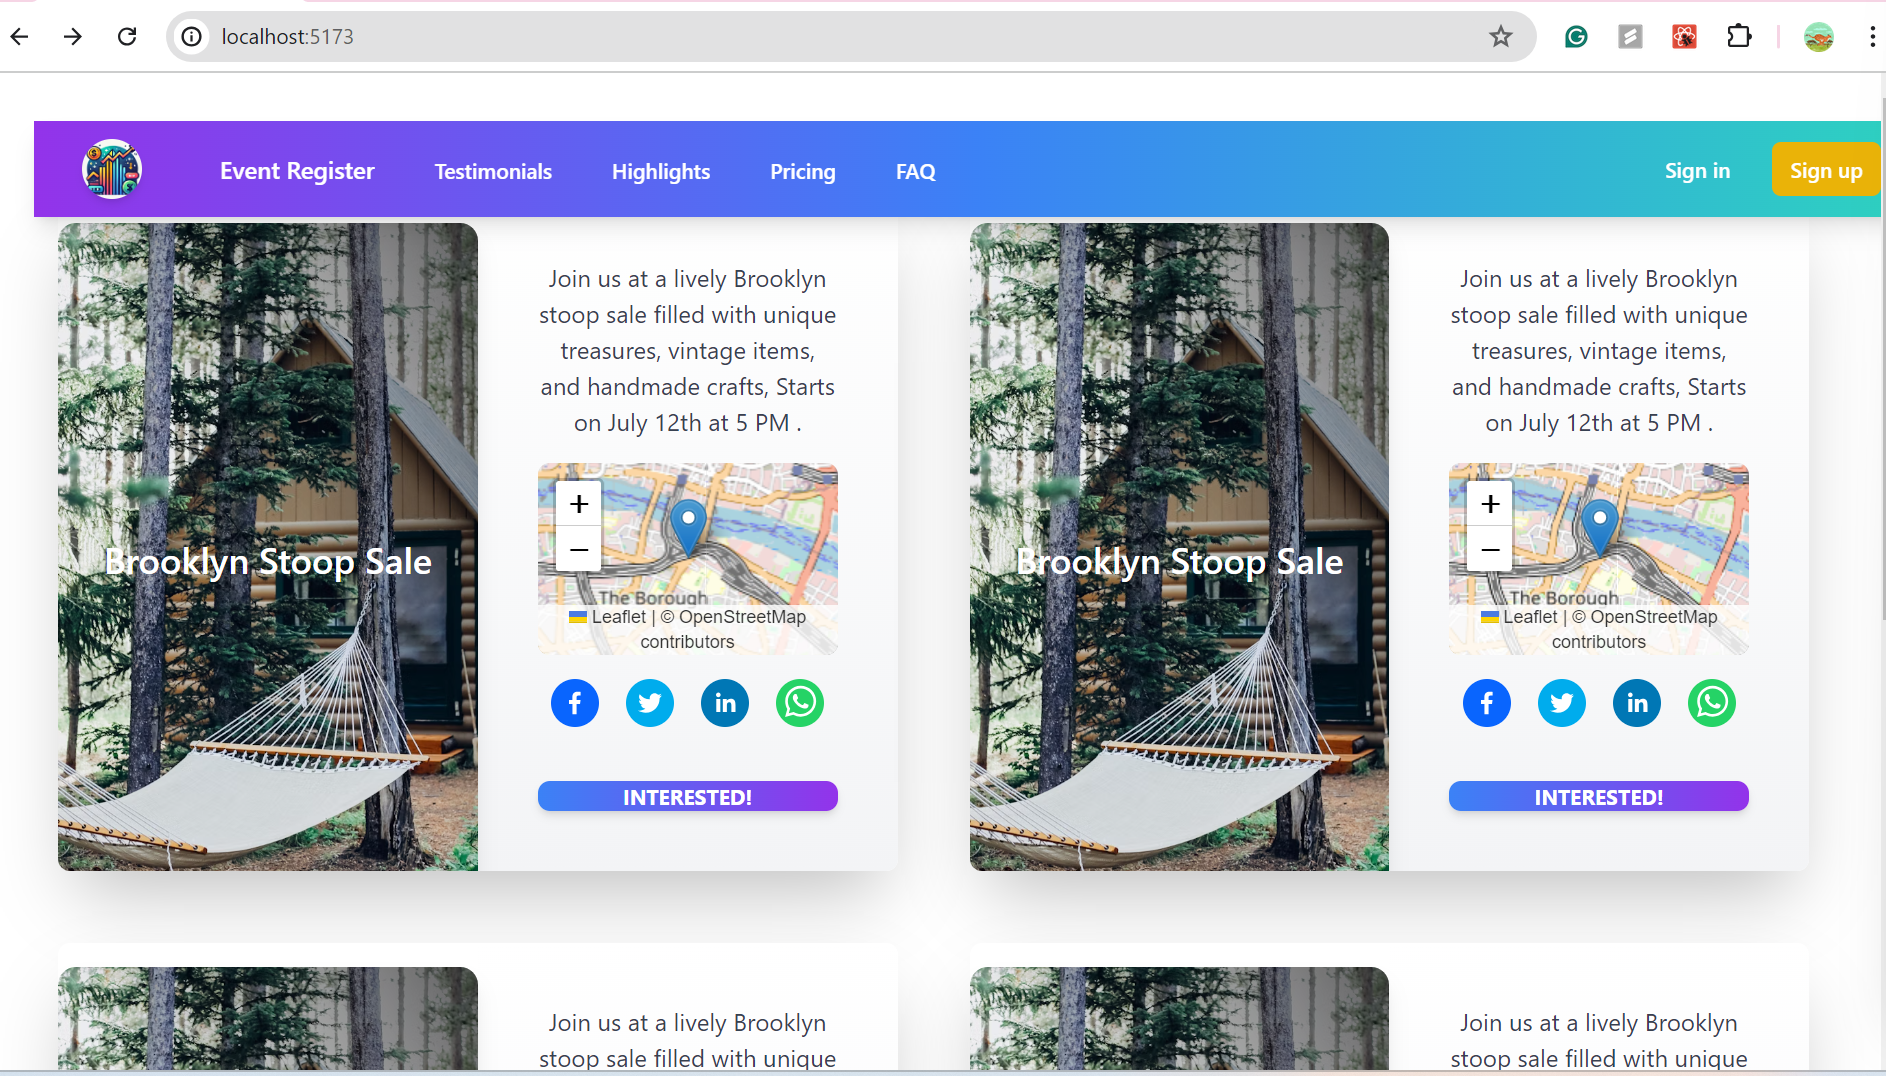 localhost:5173
Event Register
Testimonials
Highlights
Pricing
FAQ
Sign in
Sign up
Brooklyn Stoop Sale
Join us at a lively Brooklyn
stoop sale filled with unique
treasures, vintage items,
and handmade crafts, Starts
on July 12th at 5 PM .
+
−
The Borough
Leaflet | © OpenStreetMap
contributors
INTERESTED!
Brooklyn Stoop Sale
Join us at a lively Brooklyn
stoop sale filled with unique
treasures, vintage items,
and handmade crafts, Starts
on July 12th at 5 PM .
+
−
The Borough
Leaflet | © OpenStreetMap
contributors
INTERESTED!
Join us at a lively Brooklyn
stoop sale filled with unique
Join us at a lively Brooklyn
stoop sale filled with unique